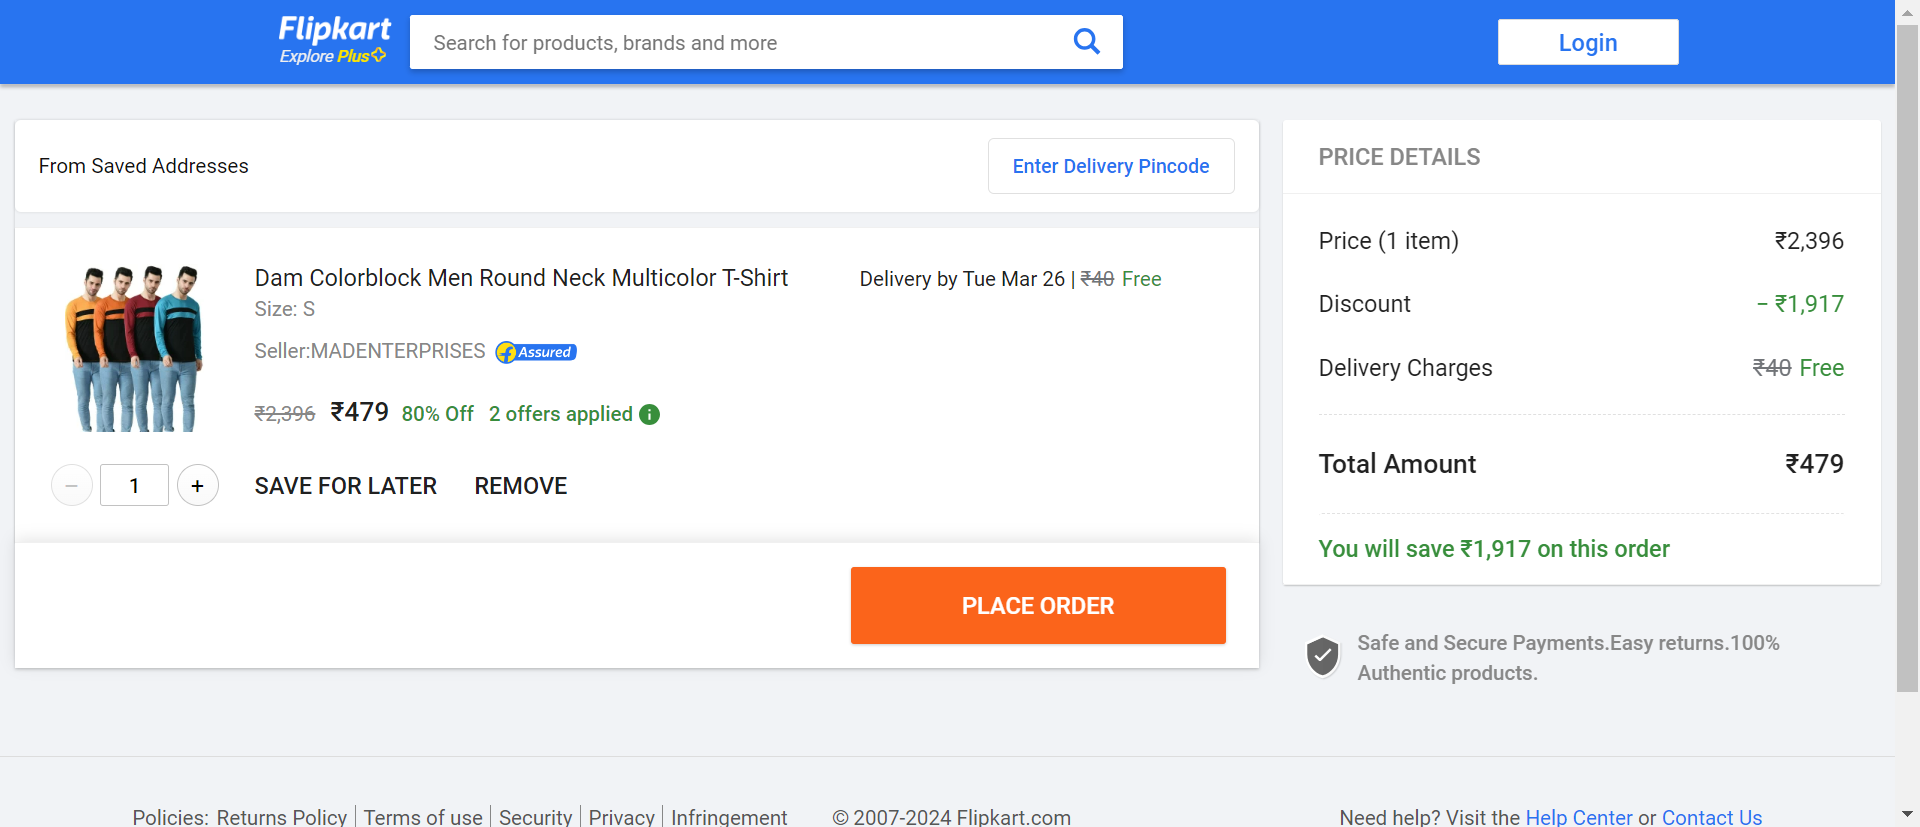 Flipkart
Explore Plus
Search for products, brands and more
Login
From Saved Addresses
Enter Delivery Pincode
Dam Colorblock Men Round Neck Multicolor T-Shirt
Size: S
Seller:MADENTERPRISES
Assured
₹2,396 ₹479 80% Off 2 offers applied
Delivery by Tue Mar 26 | ₹40 Free
− 1 +
SAVE FOR LATER REMOVE
PLACE ORDER
PRICE DETAILS
Price (1 item) ₹2,396
Discount − ₹1,917
Delivery Charges ₹40 Free
Total Amount ₹479
You will save ₹1,917 on this order
Safe and Secure Payments.Easy returns.100%
Authentic products.
Policies: Returns Policy | Terms of use | Security | Privacy | Infringement
© 2007-2024 Flipkart.com
Need help? Visit the Help Center or Contact Us